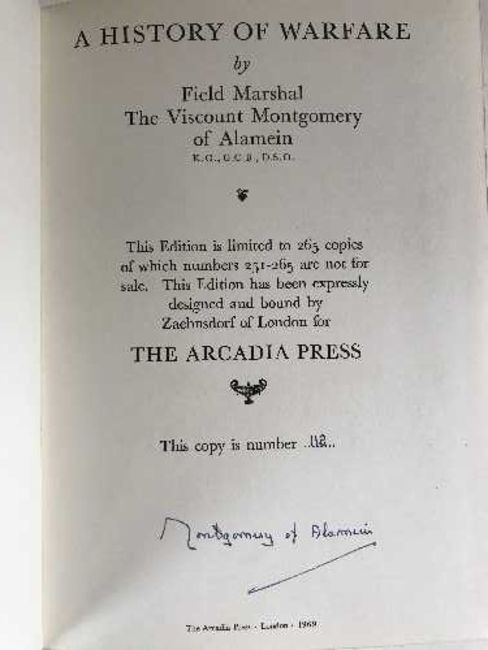 A HISTORY OF WARFARE
by
Field Marshal
The Viscount Montgomery
of Alamein
K.G., G.C.B., D.S.O.
This Edition is limited to 265 copies
of which numbers 251-265 are not for
sale. This Edition has been expressly
designed and bound by
Zaehnsdorf of London for
THE ARCADIA PRESS
This copy is number ..112..
Montgomery of Alamein
The Arcadia Press · London · 1969